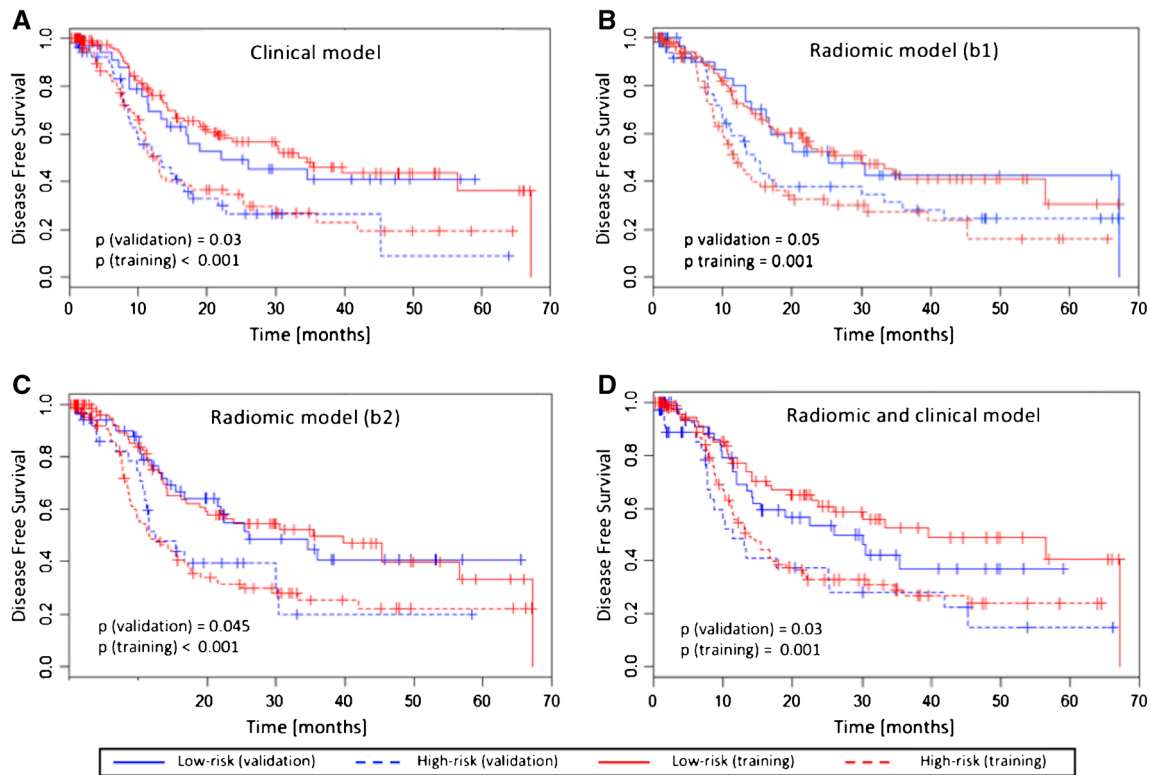 A
Clinical model
Disease Free Survival
0.0 0.2 0.4 0.6 0.8 1.0
p (validation) = 0.03
p (training) < 0.001
0 10 20 30 40 50 60 70
Time [months]
B
Radiomic model (b1)
Disease Free Survival
0.0 0.2 0.4 0.6 0.8 1.0
p validation = 0.05
p training = 0.001
0 10 20 30 40 50 60 70
Time [months]
C
Radiomic model (b2)
Disease Free Survival
0.0 0.2 0.4 0.6 0.8 1.0
p (validation) = 0.045
p (training) < 0.001
20 30 40 50 60 70
Time [months]
D
Radiomic and clinical model
Disease Free Survival
0.0 0.2 0.4 0.6 0.8 1.0
p (validation) = 0.03
p (training) = 0.001
0 10 20 30 40 50 60 70
Time [months]
Low-risk (validation) High-risk (validation) Low-risk (training) High-risk (training)